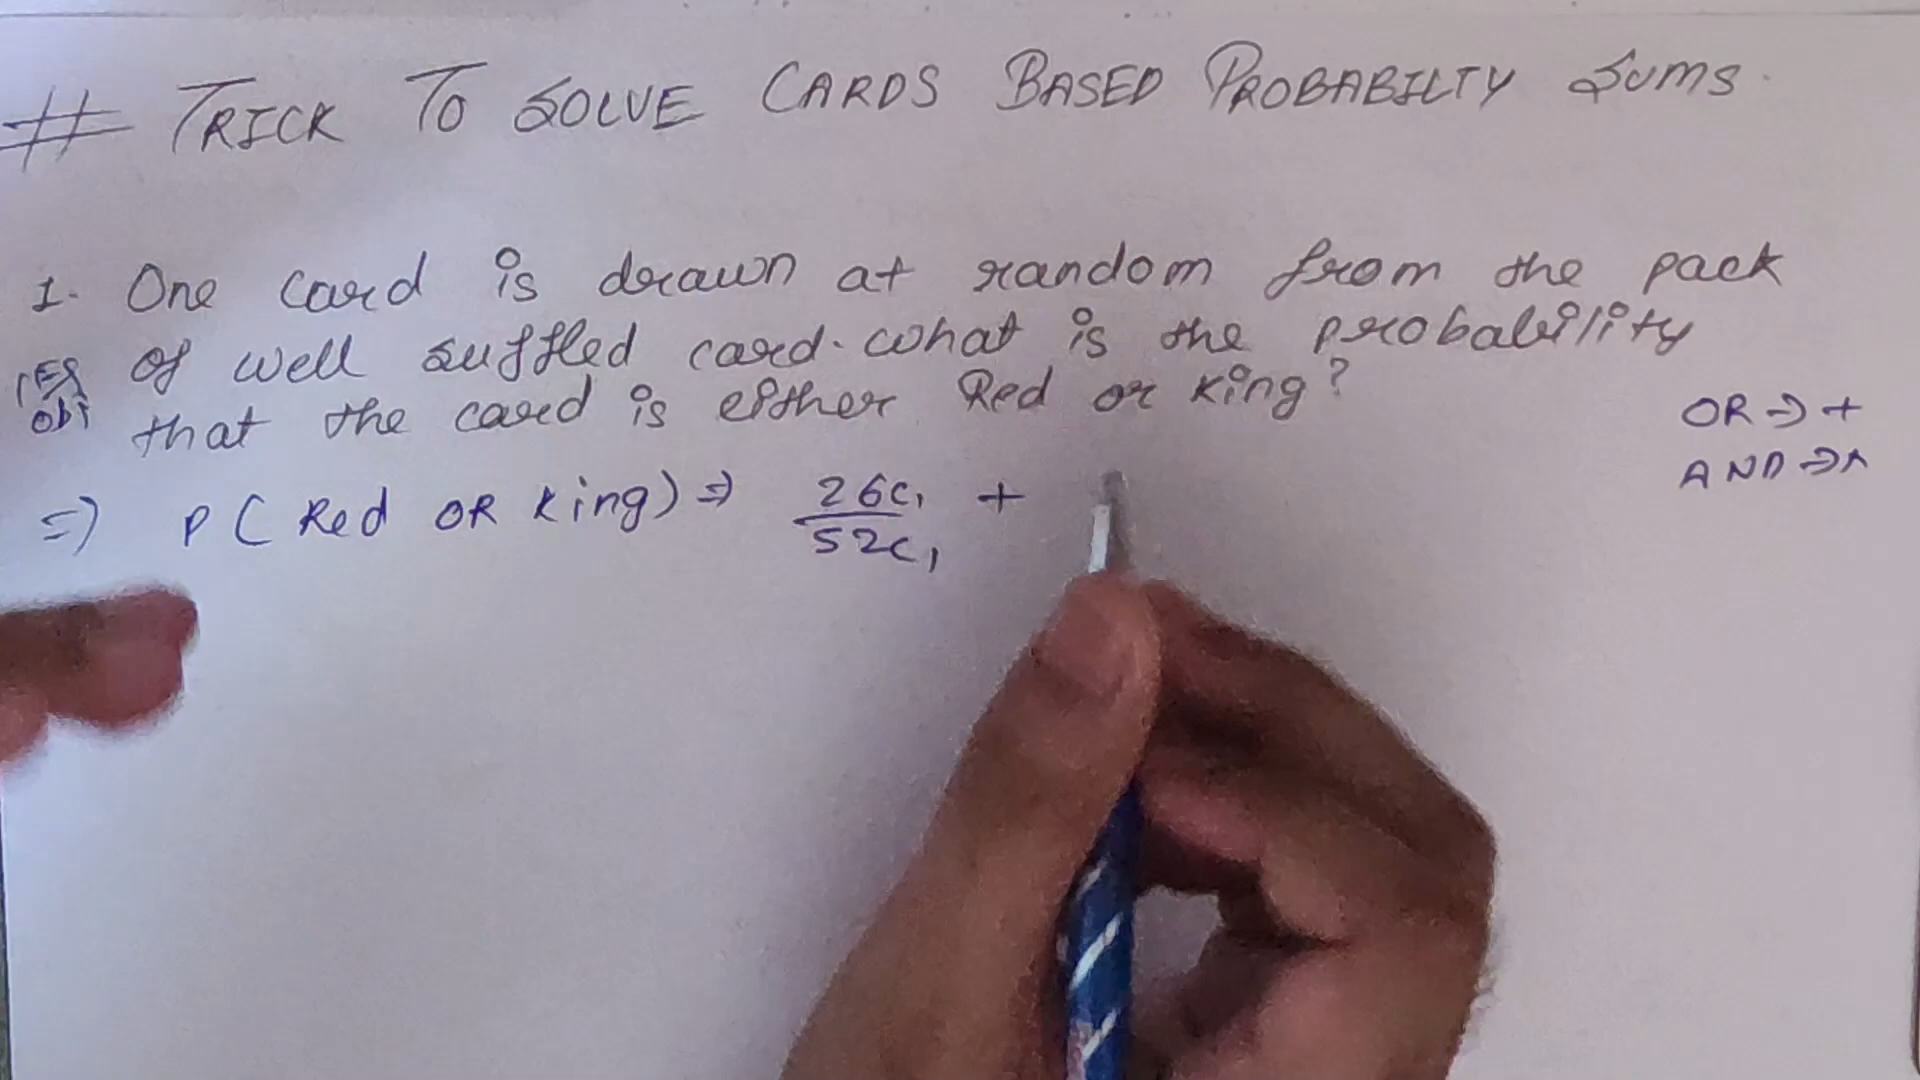 # TRICK TO SOLVE CARDS BASED PROBABILTY SUMS.
1. One card is drawn at random from the pack
of well suffled card. what is the probability
that the card is either Red or King?
OR ⇒ +
AND ⇒ ×
⇒) P( Red OR King) ⇒ 26c₁/52c₁ +